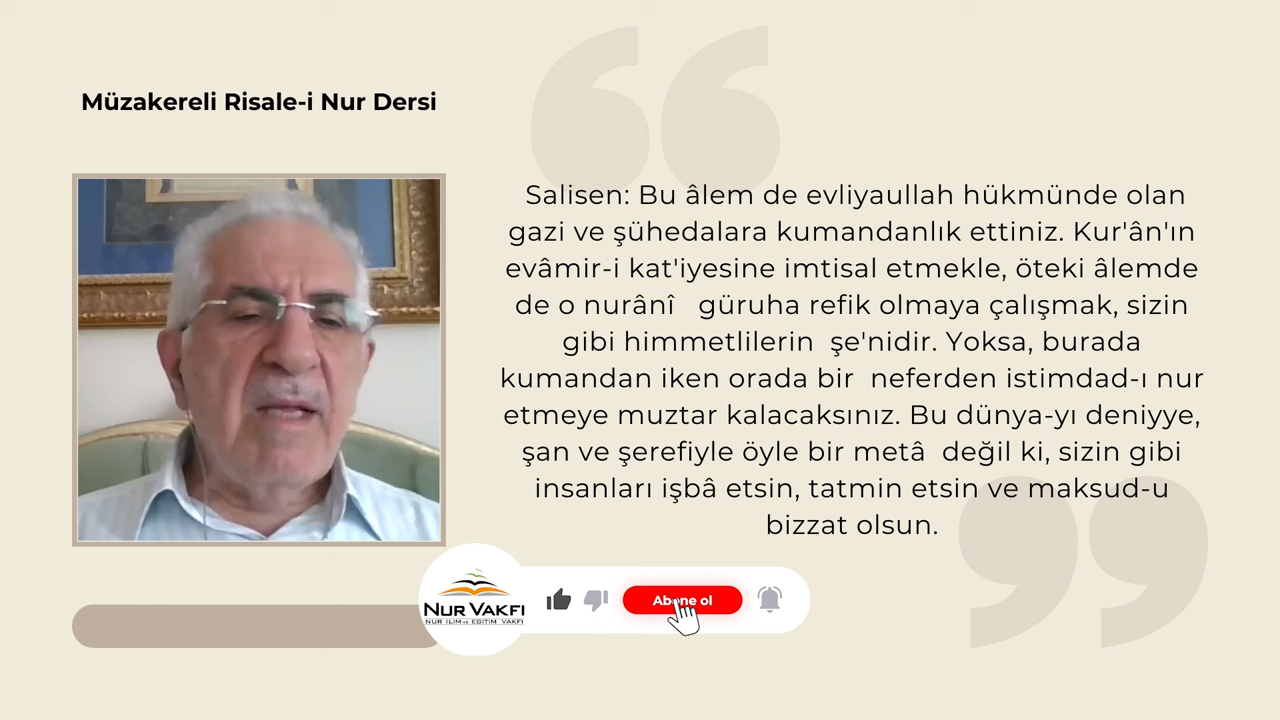 Müzakereli Risale-i Nur Dersi
Salisen: Bu âlem de evliyaullah hükmünde olan
gazi ve şühedalara kumandanlık ettiniz. Kur'ân'ın
evâmir-i kat'iyesine imtisal etmekle, öteki âlemde
de o nurânî güruha refik olmaya çalışmak, sizin
gibi himmetlilerin şe'nidir. Yoksa, burada
kumandan iken orada bir neferden istimdad-ı nur
etmeye muztar kalacaksınız. Bu dünya-yı deniyye,
şan ve şerefiyle öyle bir metâ değil ki, sizin gibi
insanları işbâ etsin, tatmin etsin ve maksud-u
bizzat olsun.
NUR VAKFI
NUR İLİM VE EĞİTİM VAKFI
Abone ol